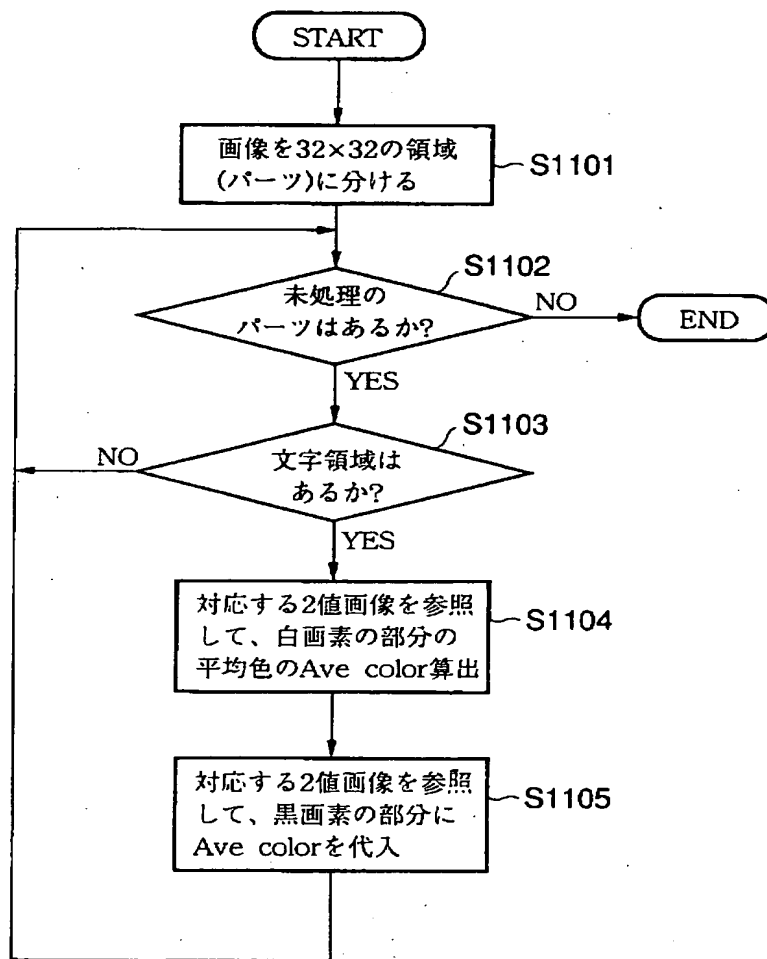 START
画像を32×32の領域
(パーツ)に分ける
S1101
S1102
未処理の
パーツはあるか?
NO
END
YES
S1103
文字領域は
あるか?
NO
YES
対応する2値画像を参照
して、白画素の部分の
平均色のAve color算出
S1104
対応する2値画像を参照
して、黒画素の部分に
Ave colorを代入
S1105